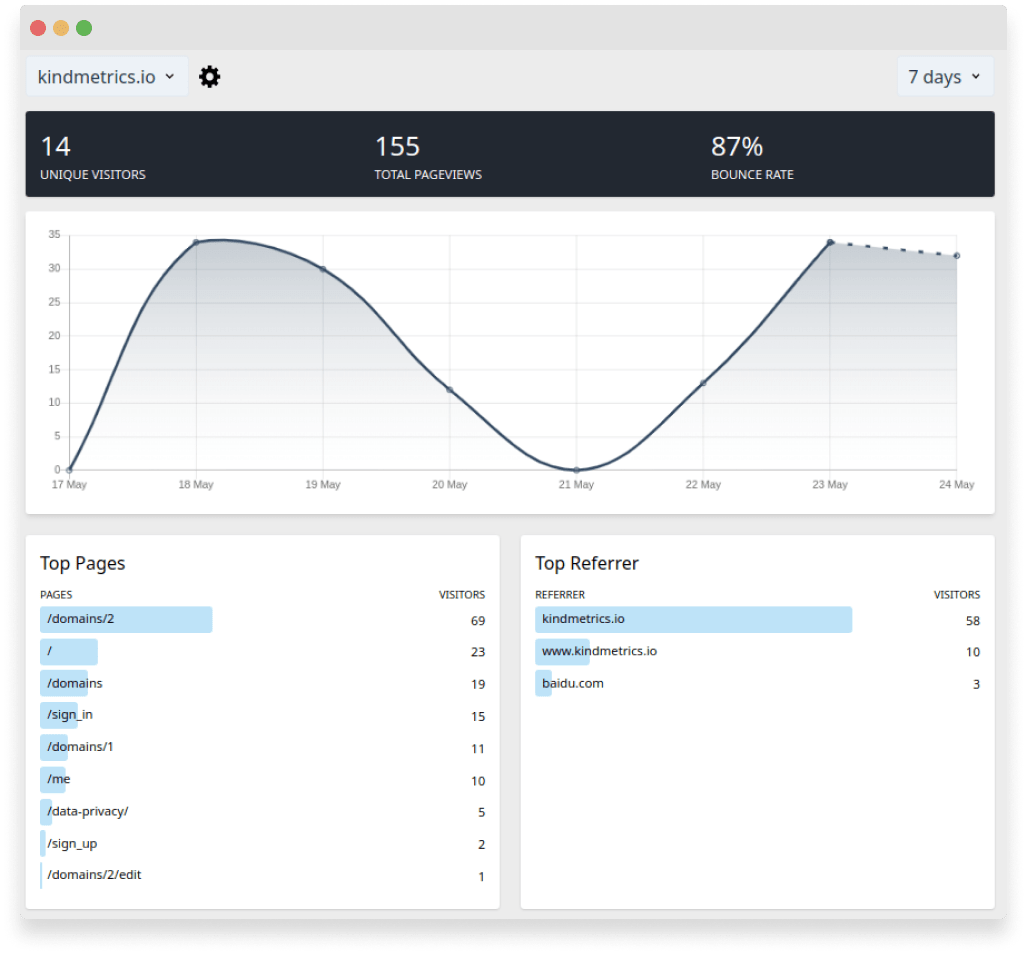 kindmetrics.io 7 days
14 155 87%
UNIQUE VISITORS TOTAL PAGEVIEWS BOUNCE RATE
35
30
25
20
15
10
5
0
17 May 18 May 19 May 20 May 21 May 22 May 23 May 24 May
Top Pages
PAGES VISITORS
/domains/2 69
/ 23
/domains 19
/sign_in 15
/domains/1 11
/me 10
/data-privacy/ 5
/sign_up 2
/domains/2/edit 1
Top Referrer
REFERRER VISITORS
kindmetrics.io 58
www.kindmetrics.io 10
baidu.com 3